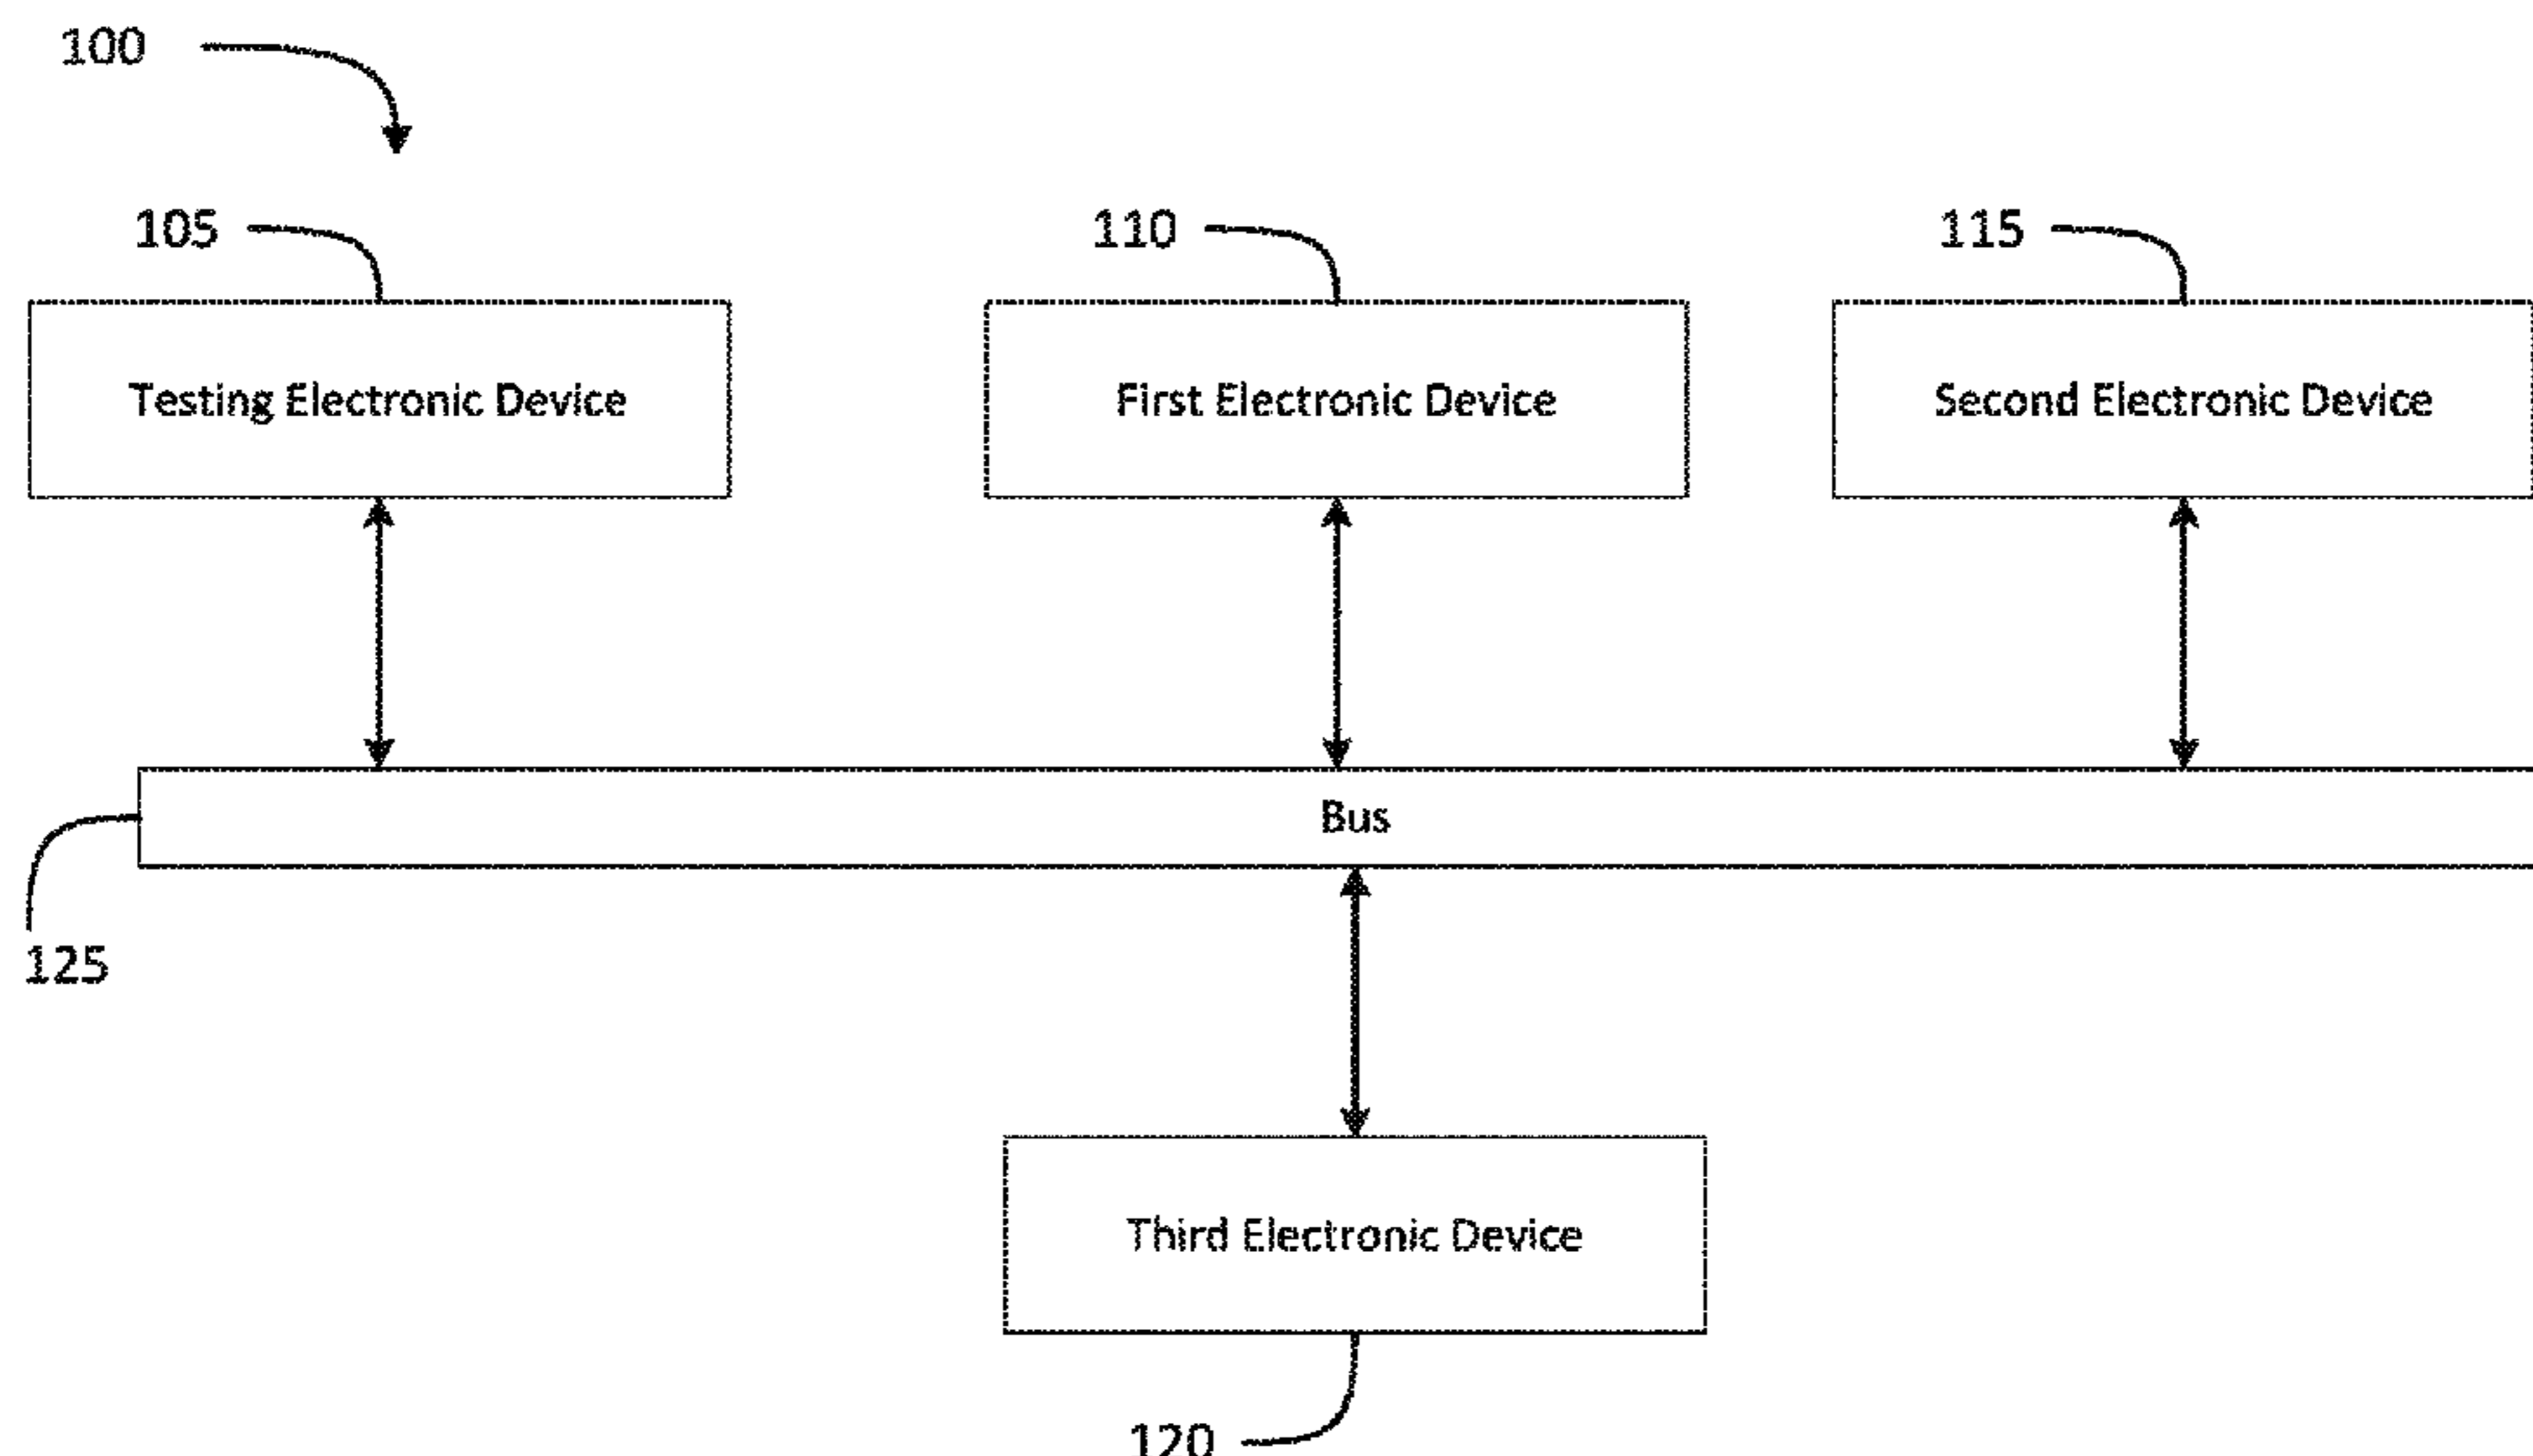 100
105
110
115
Testing Electronic Device
First Electronic Device
Second Electronic Device
Bus
125
Third Electronic Device
120